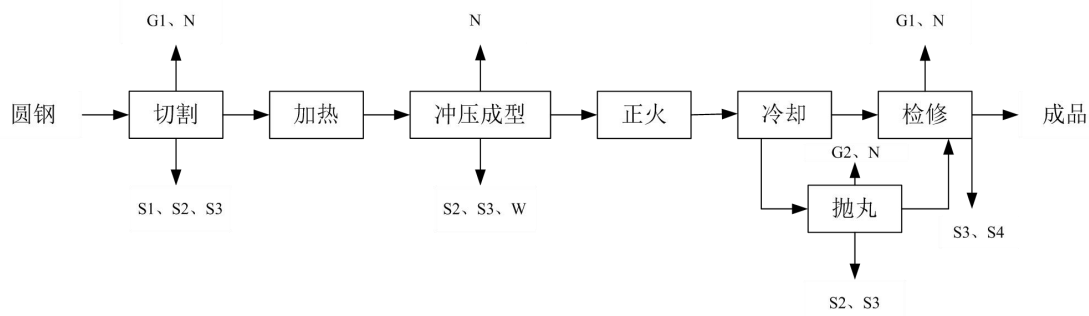 G1、N
N
G1、N
圆钢
切割
加热
冲压成型
正火
冷却
检修
成品
G2、N
S1、S2、S3
S2、S3、W
抛丸
S3、S4
S2、S3